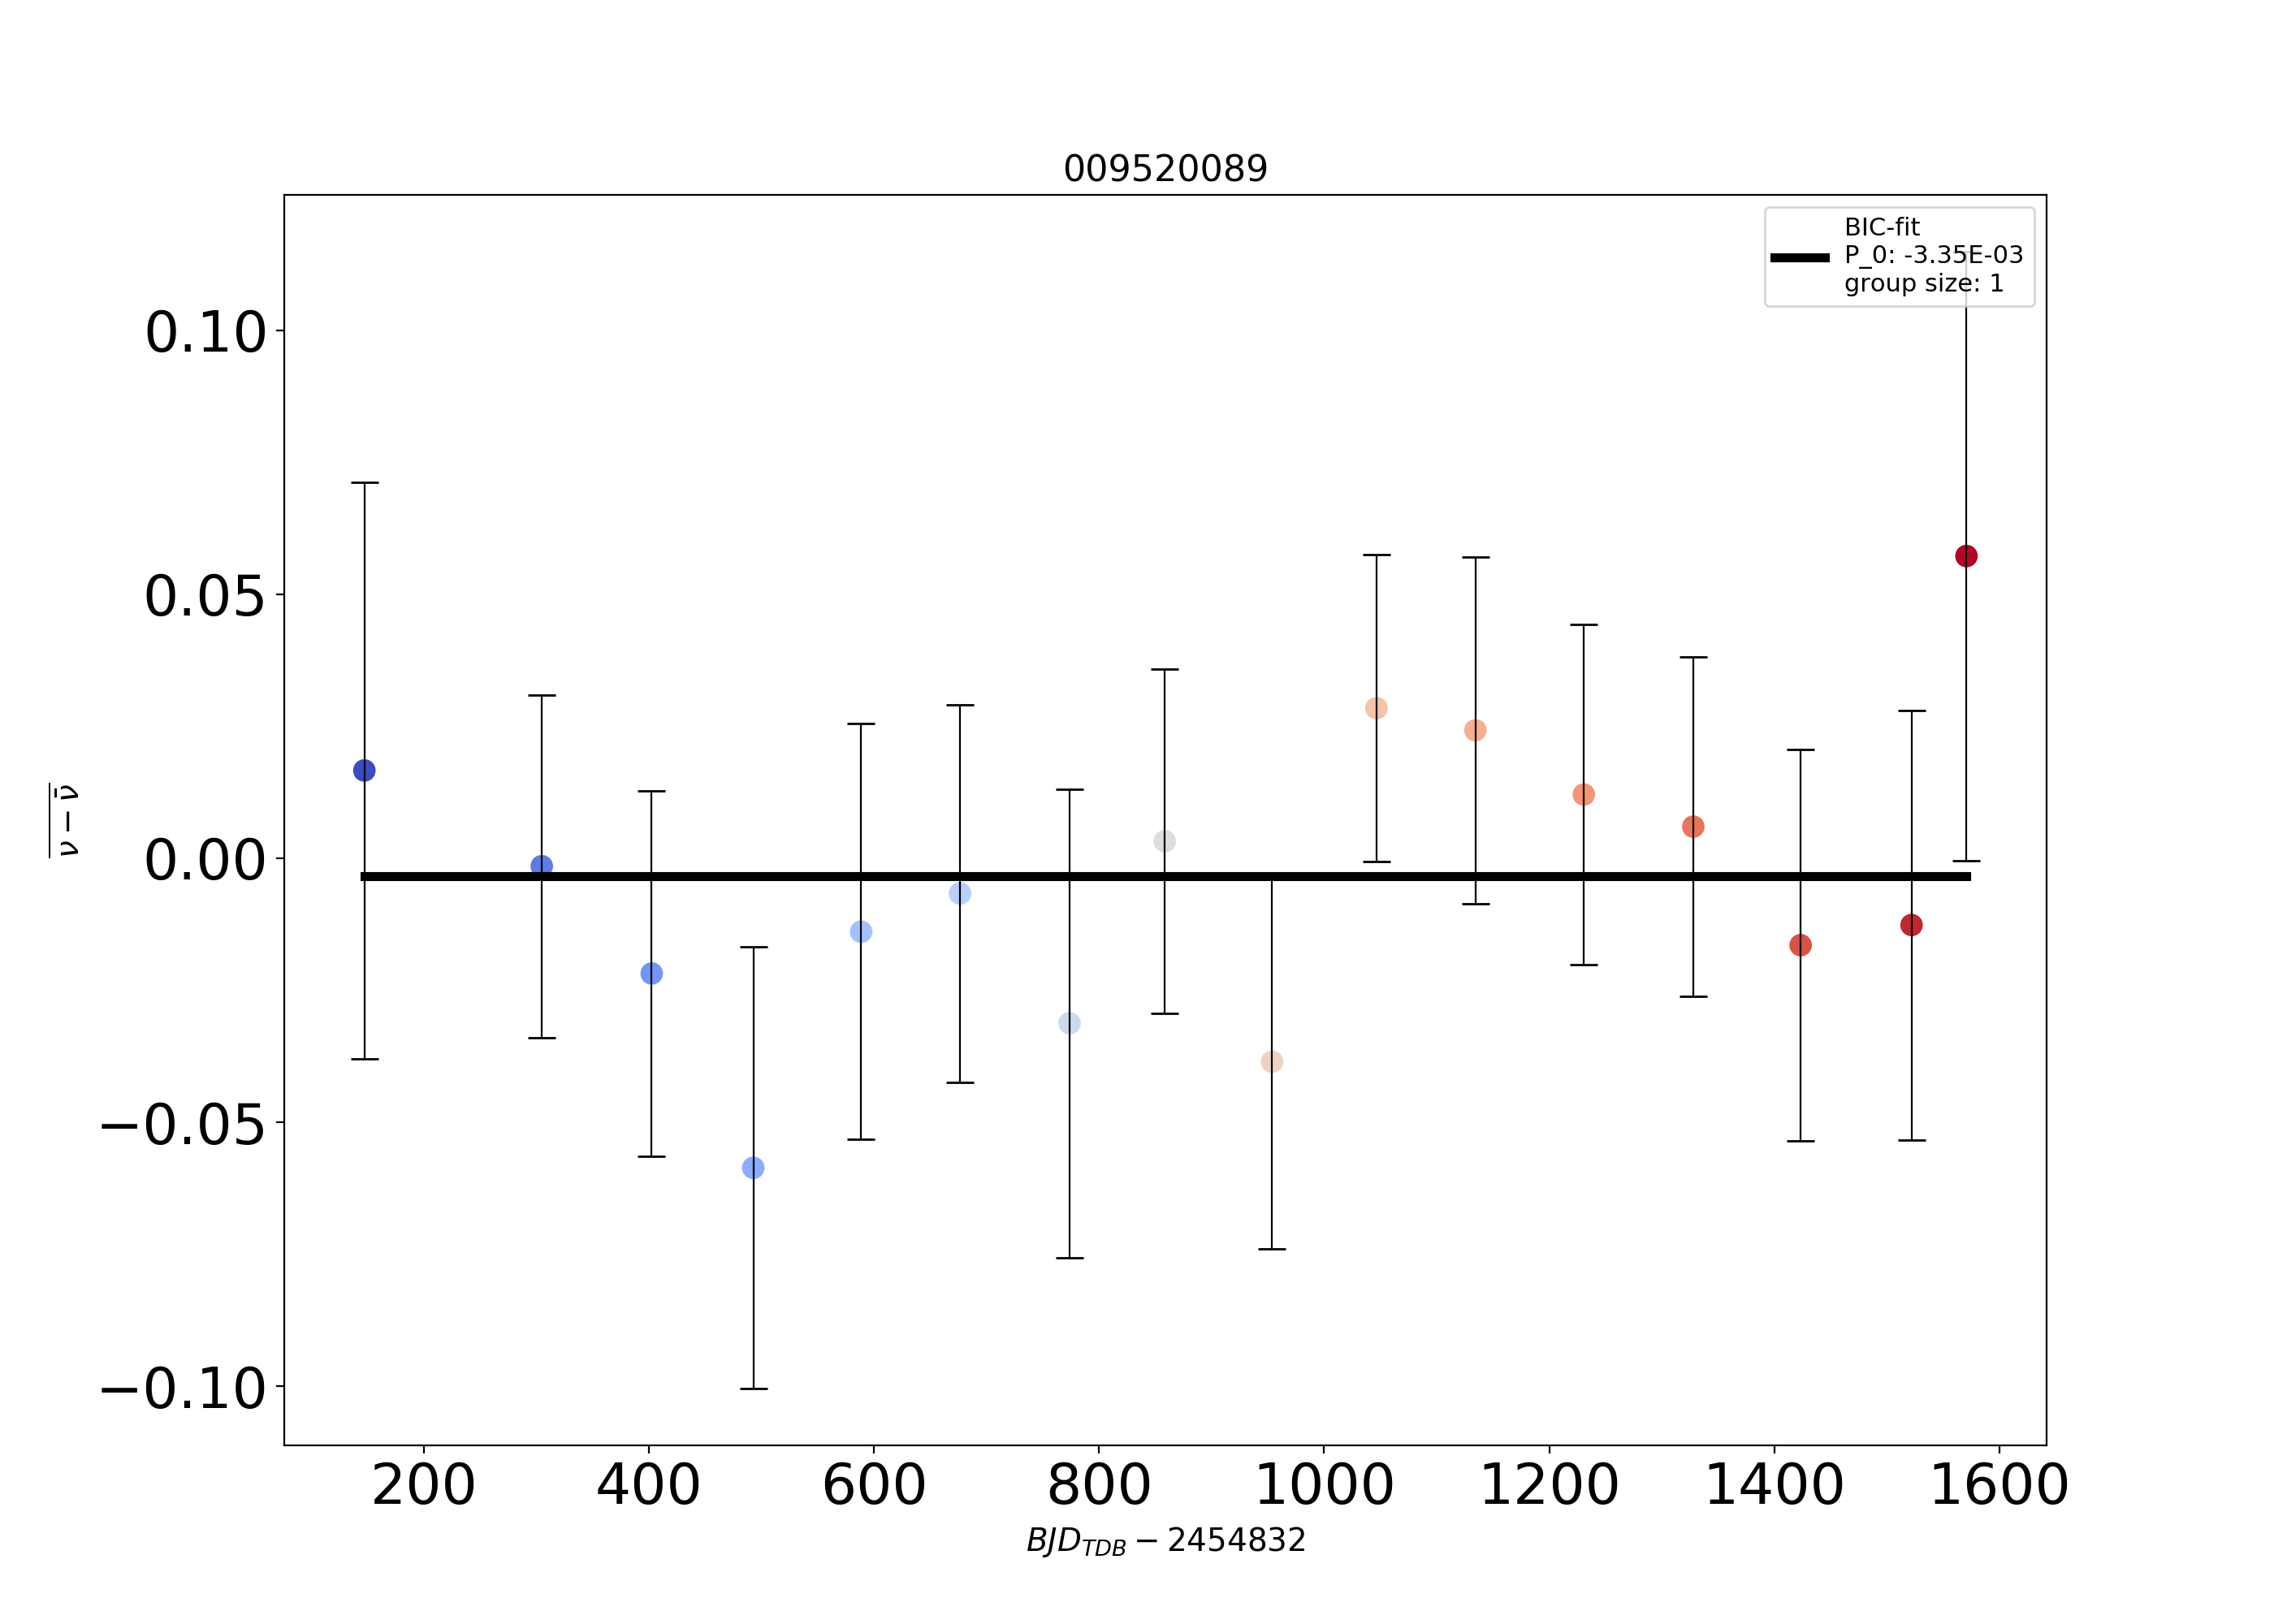 009520089
BIC-fit
P_0: -3.35E-03
group size: 1
0.10
0.05
0.00
−0.05
−0.10
ν − ν̄
200 400 600 800 1000 1200 1400 1600
BJD_TDB − 2454832